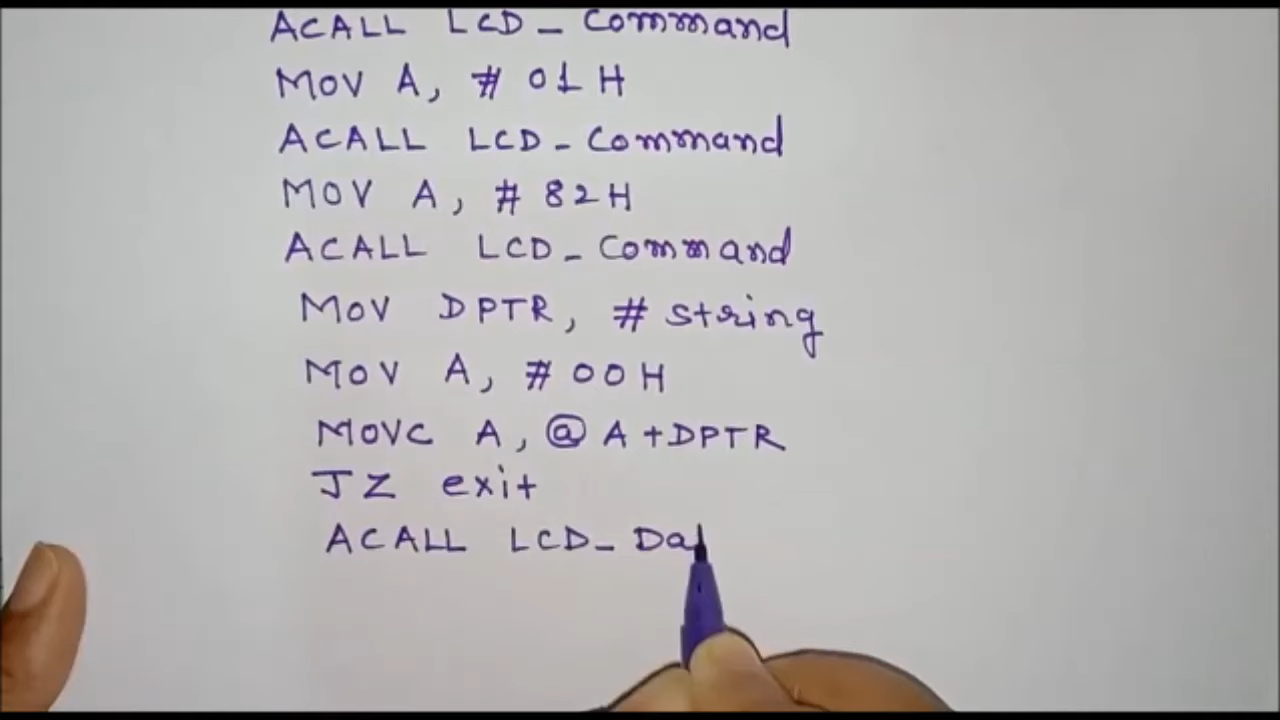 ACALL LCD_Command
MOV A, # 01H
ACALL LCD_Command
MOV A, # 82H
ACALL LCD_Command
MOV DPTR, # string
MOV A, # 00H
MOVC A, @ A+DPTR
JZ exit
ACALL LCD_Da